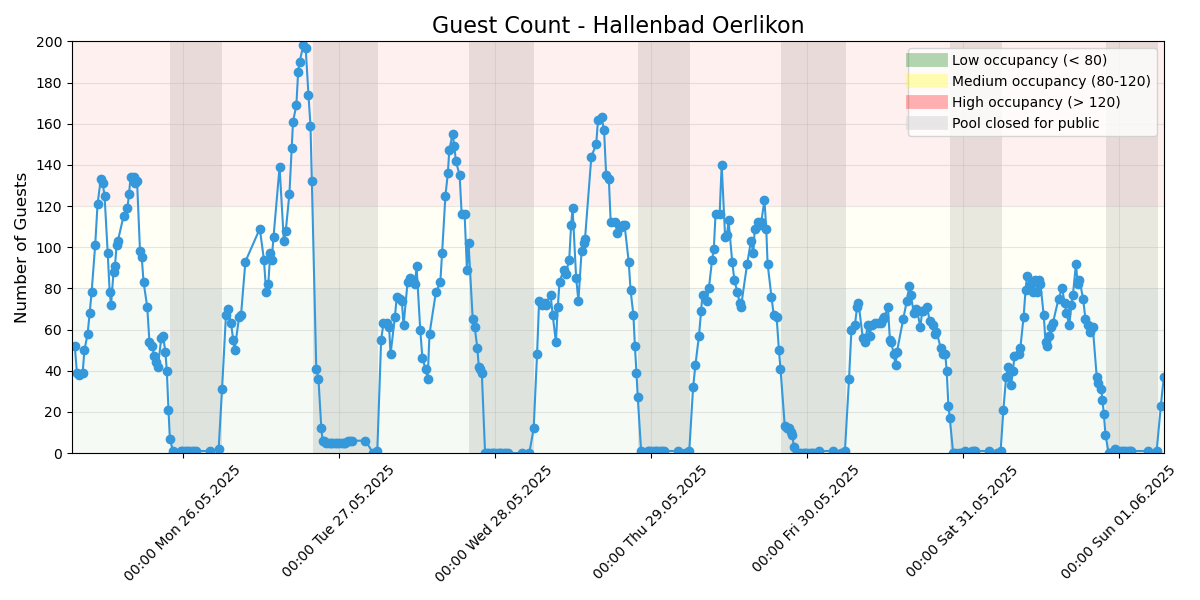 Guest Count - Hallenbad Oerlikon
Number of Guests
200
180
160
140
120
100
80
60
40
20
0
Low occupancy (< 80)
Medium occupancy (80-120)
High occupancy (> 120)
Pool closed for public
00:00 Mon 26.05.2025
00:00 Tue 27.05.2025
00:00 Wed 28.05.2025
00:00 Thu 29.05.2025
00:00 Fri 30.05.2025
00:00 Sat 31.05.2025
00:00 Sun 01.06.2025